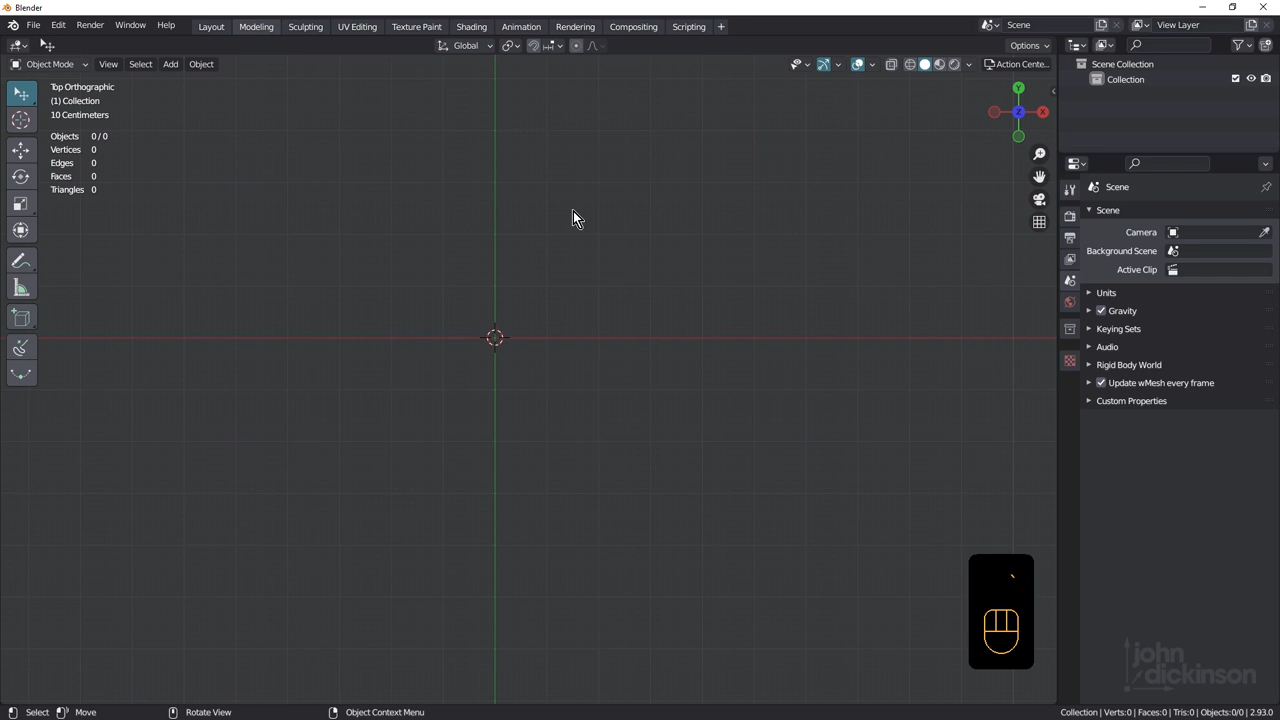 Blender
File Edit Render Window Help Layout Modeling Sculpting UV Editing Texture Paint Shading Animation Rendering Compositing Scripting + Scene View Layer
Global Options
Object Mode View Select Add Object Action Cente...
Top Orthographic
(1) Collection
10 Centimeters
Objects 0 / 0
Vertices 0
Edges 0
Faces 0
Triangles 0
Y
Z X
Scene Collection
Collection
Scene
Scene
Camera
Background Scene
Active Clip
Units
Gravity
Keying Sets
Audio
Rigid Body World
Update wMesh every frame
Custom Properties
`
john
dickinson
Select Move Rotate View Object Context Menu Collection | Verts:0 | Faces:0 | Tris:0 | Objects:0/0 | 2.93.0